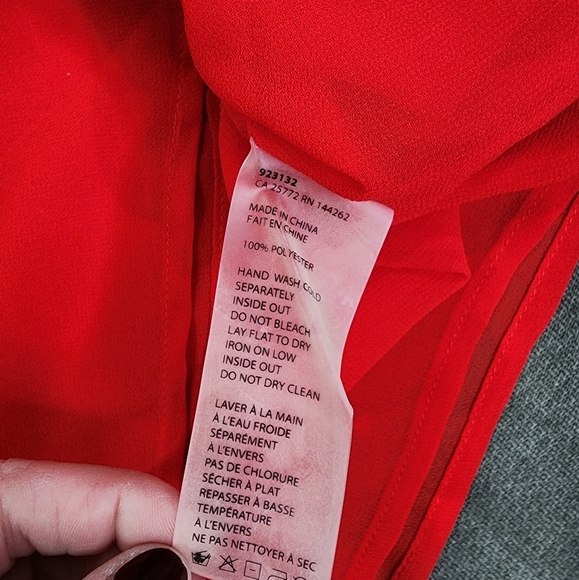 923132
CA 25772 RN 144262
MADE IN CHINA
FAIT EN CHINE
100% POLYESTER
HAND WASH COLD
SEPARATELY
INSIDE OUT
DO NOT BLEACH
LAY FLAT TO DRY
IRON ON LOW
INSIDE OUT
DO NOT DRY CLEAN
LAVER À LA MAIN
À L'EAU FROIDE
SÉPARÉMENT
À L'ENVERS
PAS DE CHLORURE
SÉCHER À PLAT
REPASSER À BASSE
TEMPÉRATURE
À L'ENVERS
NE PAS NETTOYER À SEC